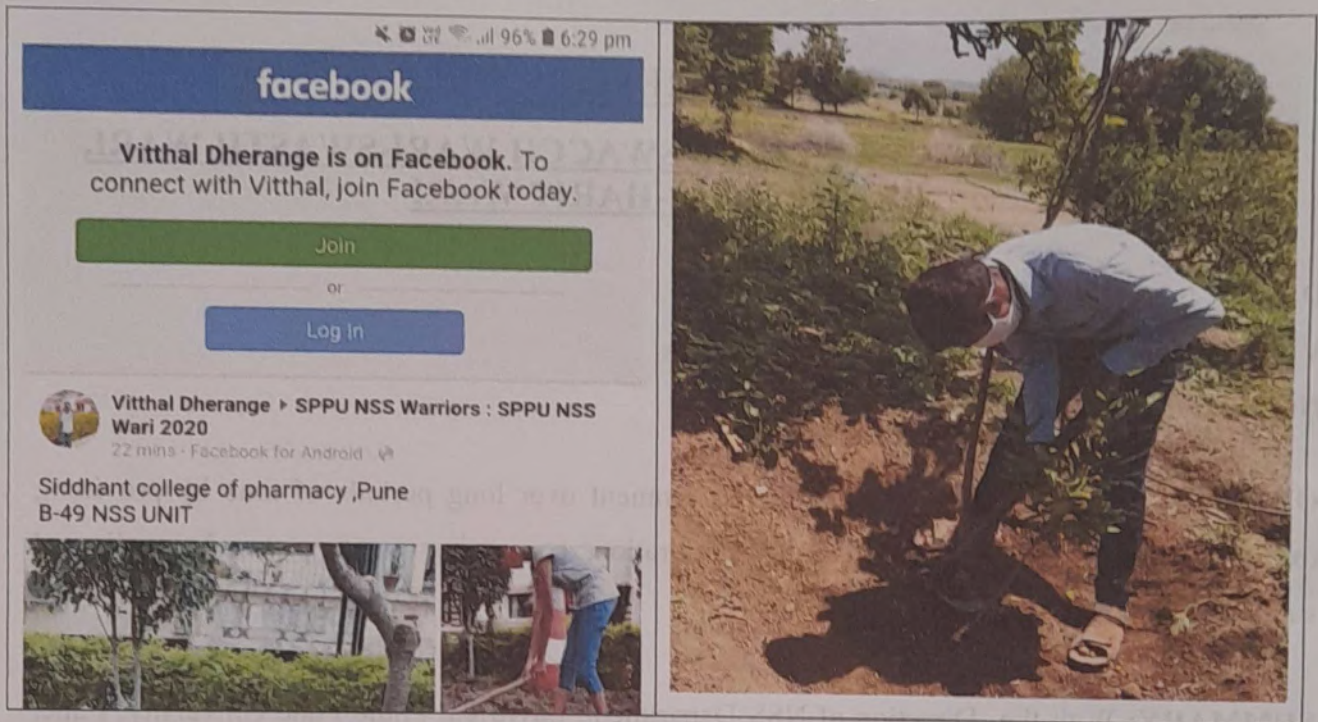 96% 6:29 pm
facebook
Vitthal Dherange is on Facebook. To
connect with Vitthal, join Facebook today.
Join
or
Log In
Vitthal Dherange ▸ SPPU NSS Warriors : SPPU NSS
Wari 2020
22 mins · Facebook for Android
Siddhant college of pharmacy ,Pune
B-49 NSS UNIT